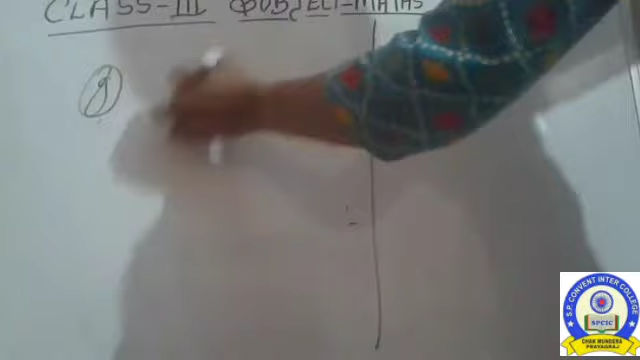 CLASS-III SUBJECT-MATHS
S.P. CONVENT INTER COLLEGE
SPCIC
CHAK MUNDERA
PRAYAGRAJ